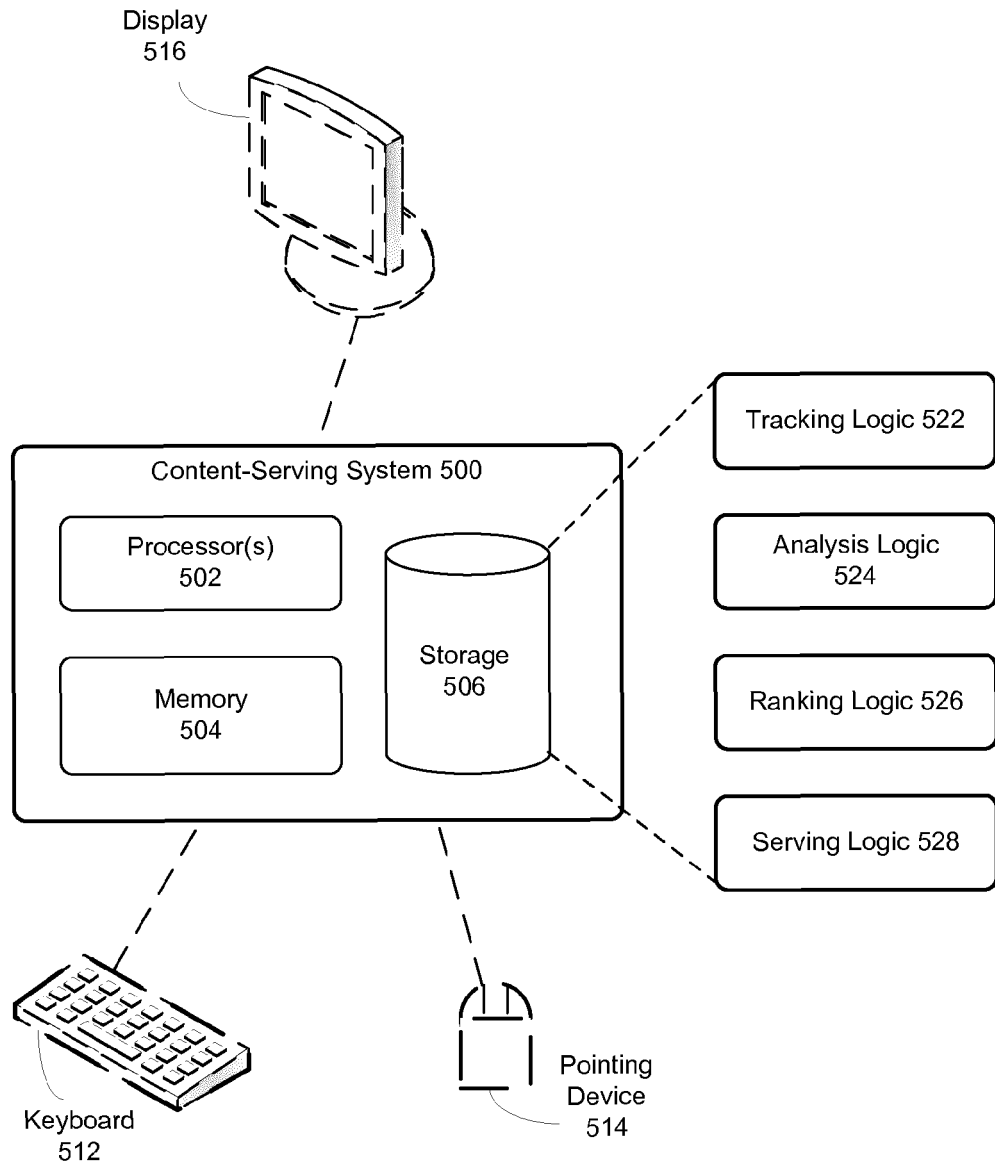 Display
516
Content-Serving System 500
Processor(s)
502
Memory
504
Storage
506
Tracking Logic 522
Analysis Logic
524
Ranking Logic 526
Serving Logic 528
Keyboard
512
Pointing
Device
514